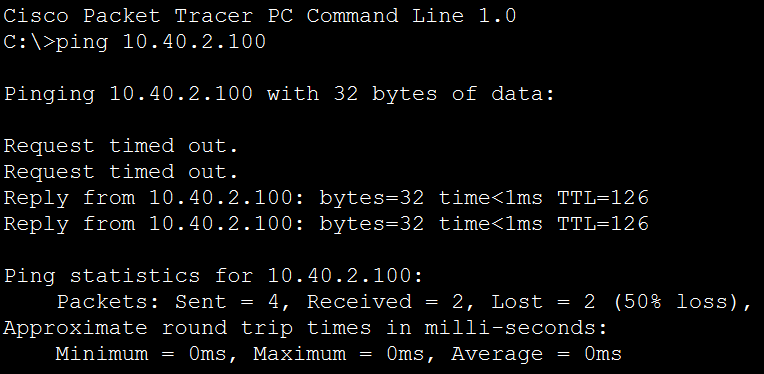 Cisco Packet Tracer PC Command Line 1.0
C:\>ping 10.40.2.100
Pinging 10.40.2.100 with 32 bytes of data:
Request timed out.
Request timed out.
Reply from 10.40.2.100: bytes=32 time<1ms TTL=126
Reply from 10.40.2.100: bytes=32 time<1ms TTL=126
Ping statistics for 10.40.2.100:
    Packets: Sent = 4, Received = 2, Lost = 2 (50% loss),
Approximate round trip times in milli-seconds:
    Minimum = 0ms, Maximum = 0ms, Average = 0ms